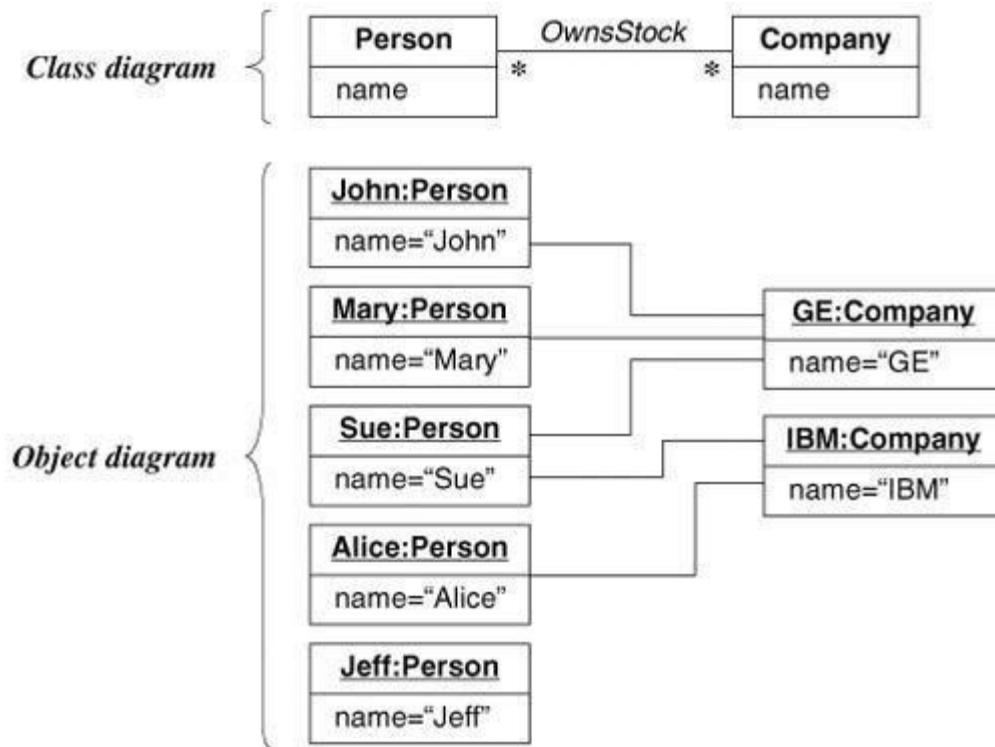 Class diagram
Person
OwnsStock
Company
*
*
name
name
Object diagram
John:Person
name=“John”
Mary:Person
name=“Mary”
GE:Company
name=“GE”
Sue:Person
name=“Sue”
IBM:Company
name=“IBM”
Alice:Person
name=“Alice”
Jeff:Person
name=“Jeff”